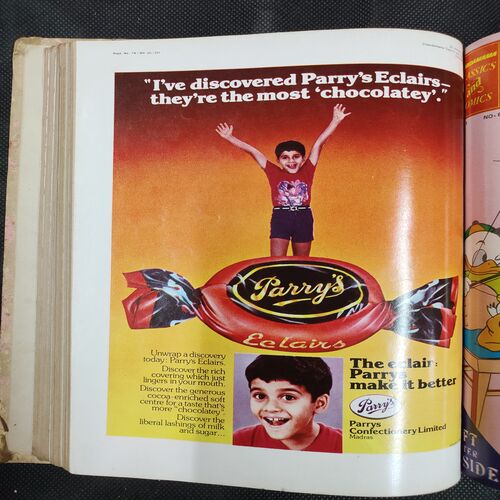 "I've discovered Parry's Eclairs—
they're the most 'chocolatey'."
Parry's
Eclairs
Unwrap a discovery
today: Parry's Eclairs.
Discover the rich
covering which just
lingers in your mouth.
Discover the generous
cocoa-enriched soft
centre for a taste that's
more "chocolatey".
Discover the
liberal lashings of milk
and sugar...
The eclair:
Parrys
make it better
Parry's
Parrys
Confectionery Limited
Madras
CLASSICS
and
COMICS